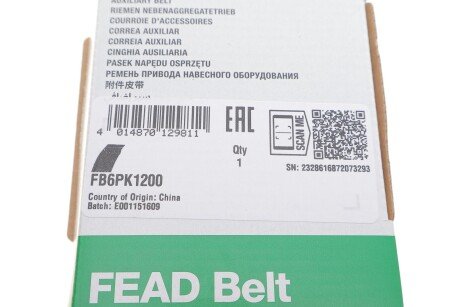 AUXILIARY BELT
RIEMEN NEBENAGGREGATETRIEB
COURROIE D'ACCESSOIRES
CORREA AUXILIAR
CORREIA AUXILIAR
CINGHIA AUSILIARIA
PASEK NAPĘDU OSPRZĘTU
РЕМЕНЬ ПРИВОДА НАВЕСНОГО ОБОРУДОВАНИЯ
附件皮带
4 014870 129811
EAC
SCAN ME
Qty
1
SN: 2328616872073293
FB6PK1200
Country of Origin: China
Batch: E001151609
FEAD Belt